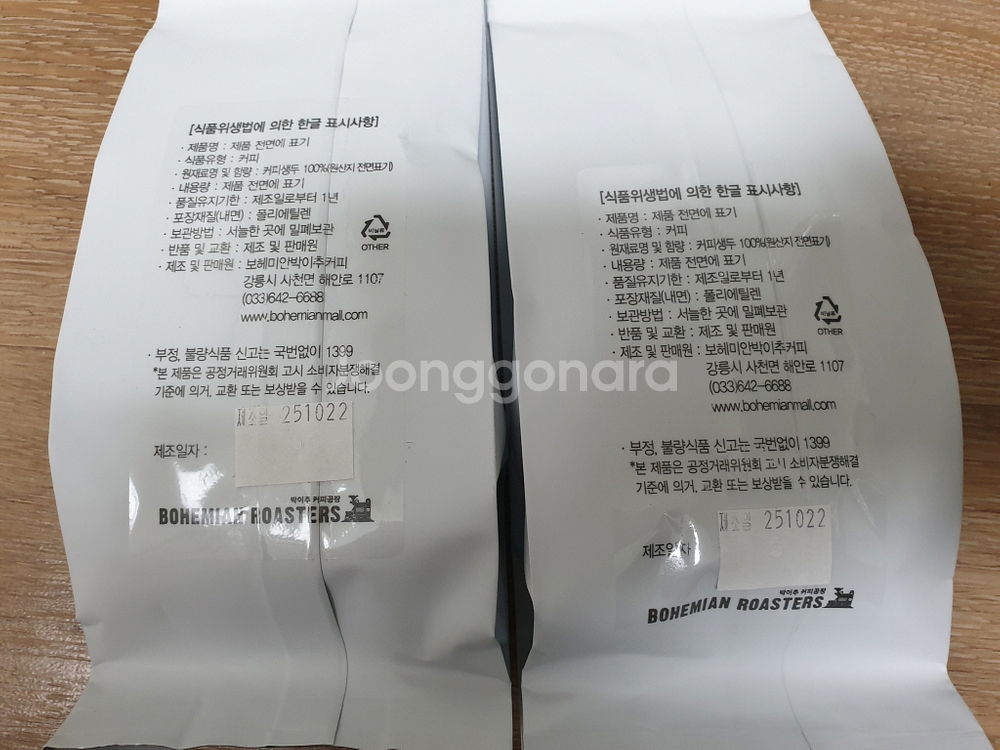 [식품위생법에 의한 한글 표시사항]
· 제품명 : 제품 전면에 표기
· 식품유형 : 커피
· 원재료명 및 함량 : 커피생두 100%(원산지 전면표기)
· 내용량 : 제품 전면에 표기
· 품질유지기한 : 제조일로부터 1년
· 포장재질(내면) : 폴리에틸렌
· 보관방법 : 서늘한 곳에 밀폐보관
· 반품 및 교환 : 제조 및 판매원
· 제조 및 판매원 : 보헤미안박이추커피
강릉시 사천면 해안로 1107
(033)642-6688
www.bohemianmall.com
비닐류
OTHER
· 부정, 불량식품 신고는 국번없이 1399
*본 제품은 공정거래위원회 고시 소비자분쟁해결
기준에 의거, 교환 또는 보상받을 수 있습니다.
제조일 251022
제조일자 :
박이추 커피공장
BOHEMIAN ROASTERS
[식품위생법에 의한 한글 표시사항]
· 제품명 : 제품 전면에 표기
· 식품유형 : 커피
· 원재료명 및 함량 : 커피생두 100%(원산지 전면표기)
· 내용량 : 제품 전면에 표기
· 품질유지기한 : 제조일로부터 1년
· 포장재질(내면) : 폴리에틸렌
· 보관방법 : 서늘한 곳에 밀폐보관
· 반품 및 교환 : 제조 및 판매원
· 제조 및 판매원 : 보헤미안박이추커피
강릉시 사천면 해안로 1107
(033)642-6688
www.bohemianmall.com
비닐류
OTHER
· 부정, 불량식품 신고는 국번없이 1399
*본 제품은 공정거래위원회 고시 소비자분쟁해결
기준에 의거, 교환 또는 보상받을 수 있습니다.
제조일 251022
제조일자
박이추 커피공장
BOHEMIAN ROASTERS
Joonggonara